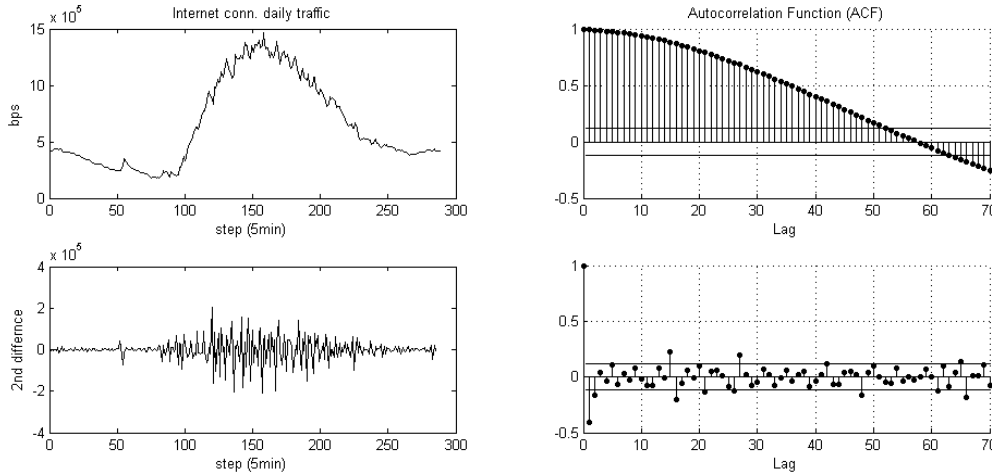 Internet conn. daily traffic
x 10^5
15
10
5
0
bps
0 50 100 150 200 250 300
step (5min)
Autocorrelation Function (ACF)
1
0.5
0
-0.5
0 10 20 30 40 50 60 70
Lag
x 10^5
4
2
0
-2
-4
2nd differnce
0 50 100 150 200 250 300
step (5min)
1
0.5
0
-0.5
0 10 20 30 40 50 60 70
Lag